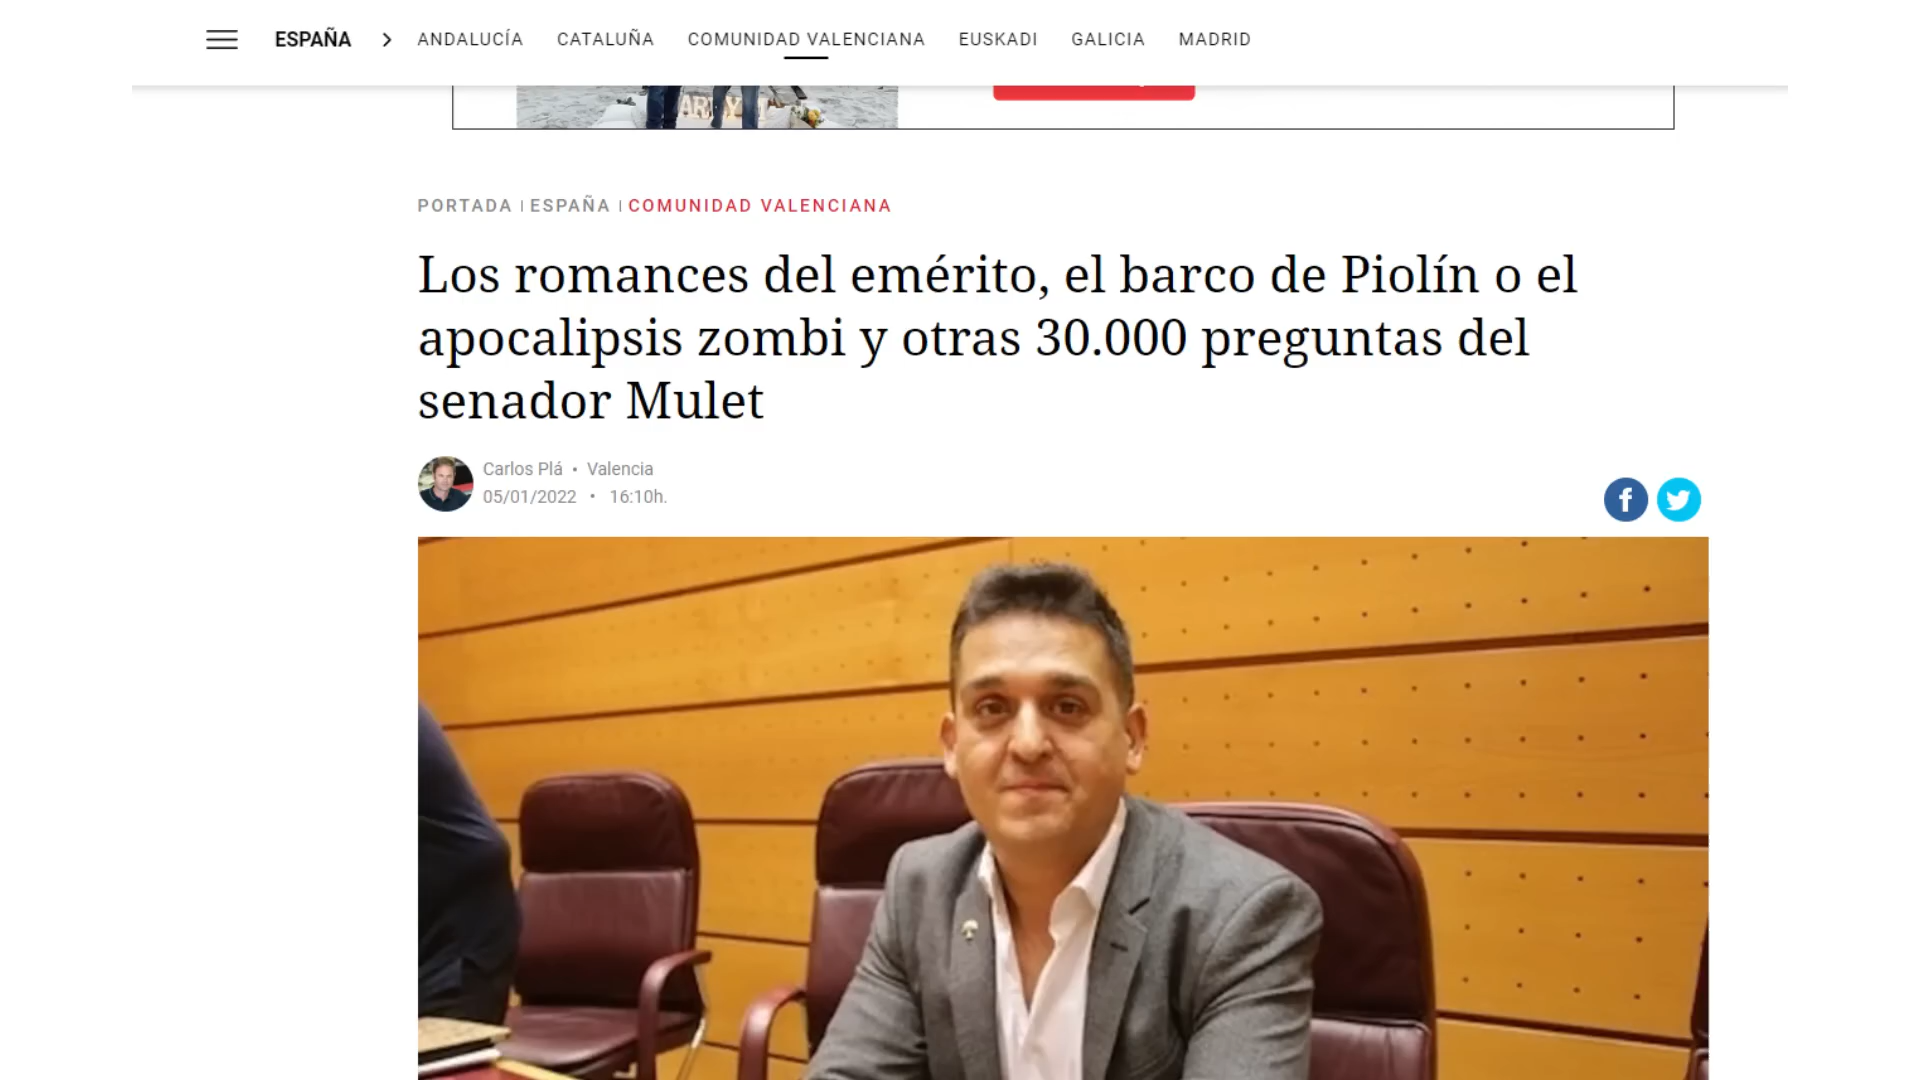 ESPAÑA > ANDALUCÍA CATALUÑA COMUNIDAD VALENCIANA EUSKADI GALICIA MADRID
PORTADA | ESPAÑA | COMUNIDAD VALENCIANA
Los romances del emérito, el barco de Piolín o el
apocalipsis zombi y otras 30.000 preguntas del
senador Mulet
Carlos Plá • Valencia
05/01/2022 • 16:10h.